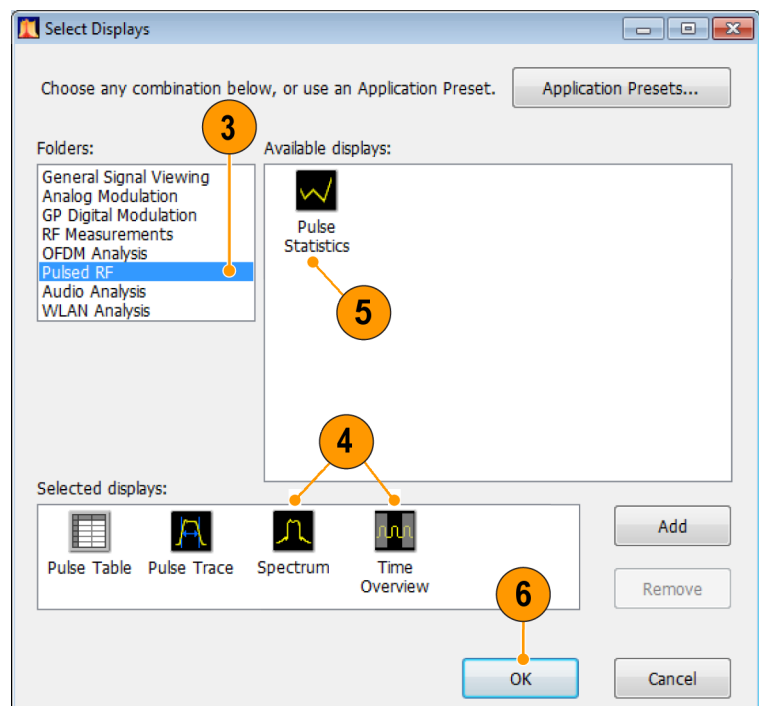 Select Displays
Choose any combination below, or use an Application Preset.
Application Presets...
3
Folders:
Available displays:
General Signal Viewing
Analog Modulation
GP Digital Modulation
RF Measurements
OFDM Analysis
Pulsed RF
Audio Analysis
WLAN Analysis
Pulse
Statistics
5
4
Selected displays:
Pulse Table
Pulse Trace
Spectrum
Time
Overview
Add
Remove
6
OK
Cancel